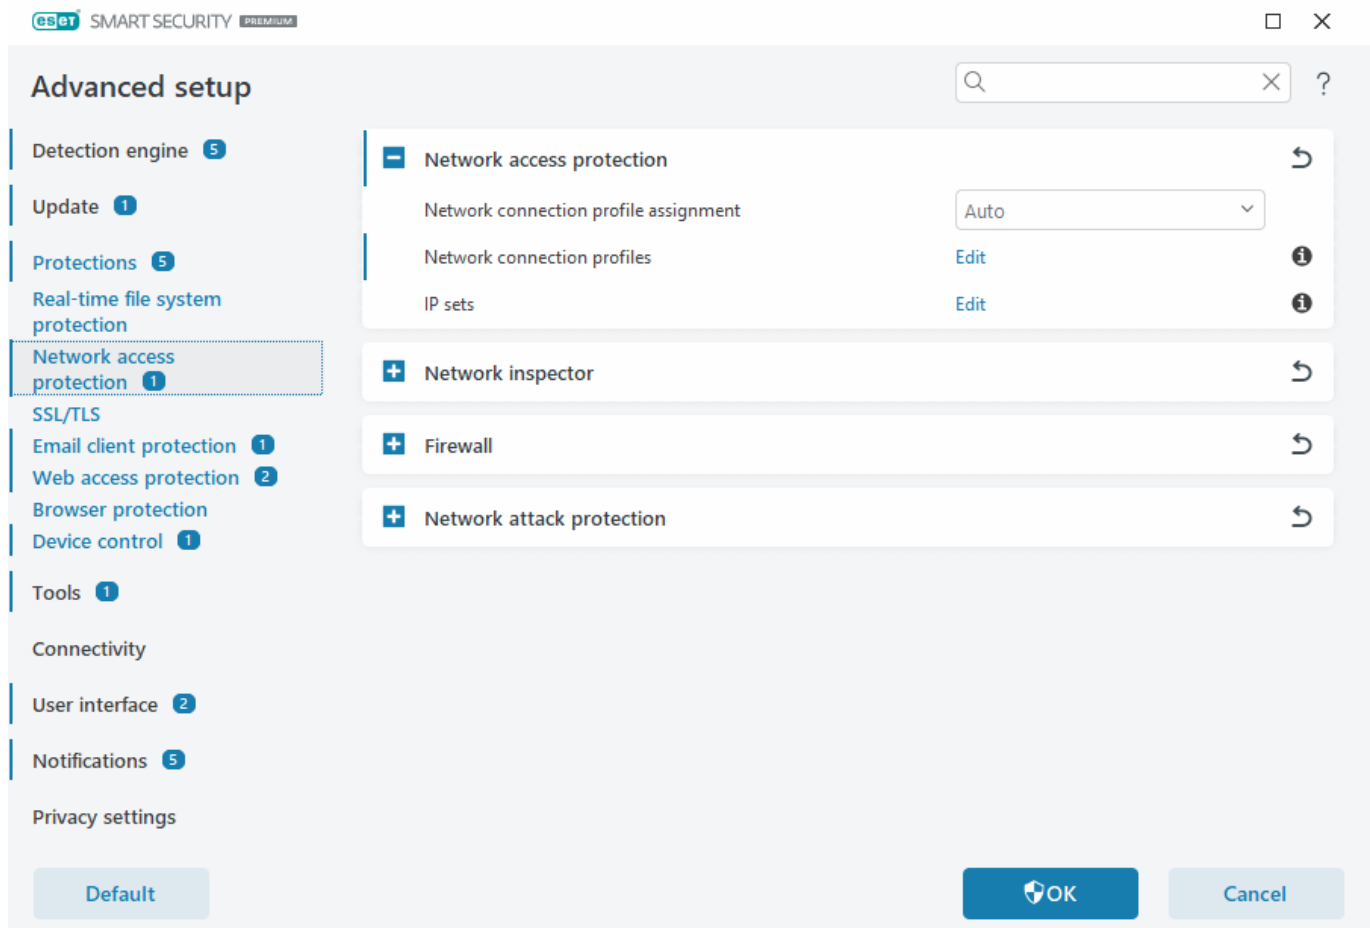 eset SMART SECURITY PREMIUM
Advanced setup
?
Detection engine 5
Update 1
Protections 5
Real-time file system
protection
Network access
protection 1
SSL/TLS
Email client protection 1
Web access protection 2
Browser protection
Device control 1
Tools 1
Connectivity
User interface 2
Notifications 5
Privacy settings
Network access protection
Network connection profile assignment Auto
Network connection profiles Edit
IP sets Edit
Network inspector
Firewall
Network attack protection
Default OK Cancel